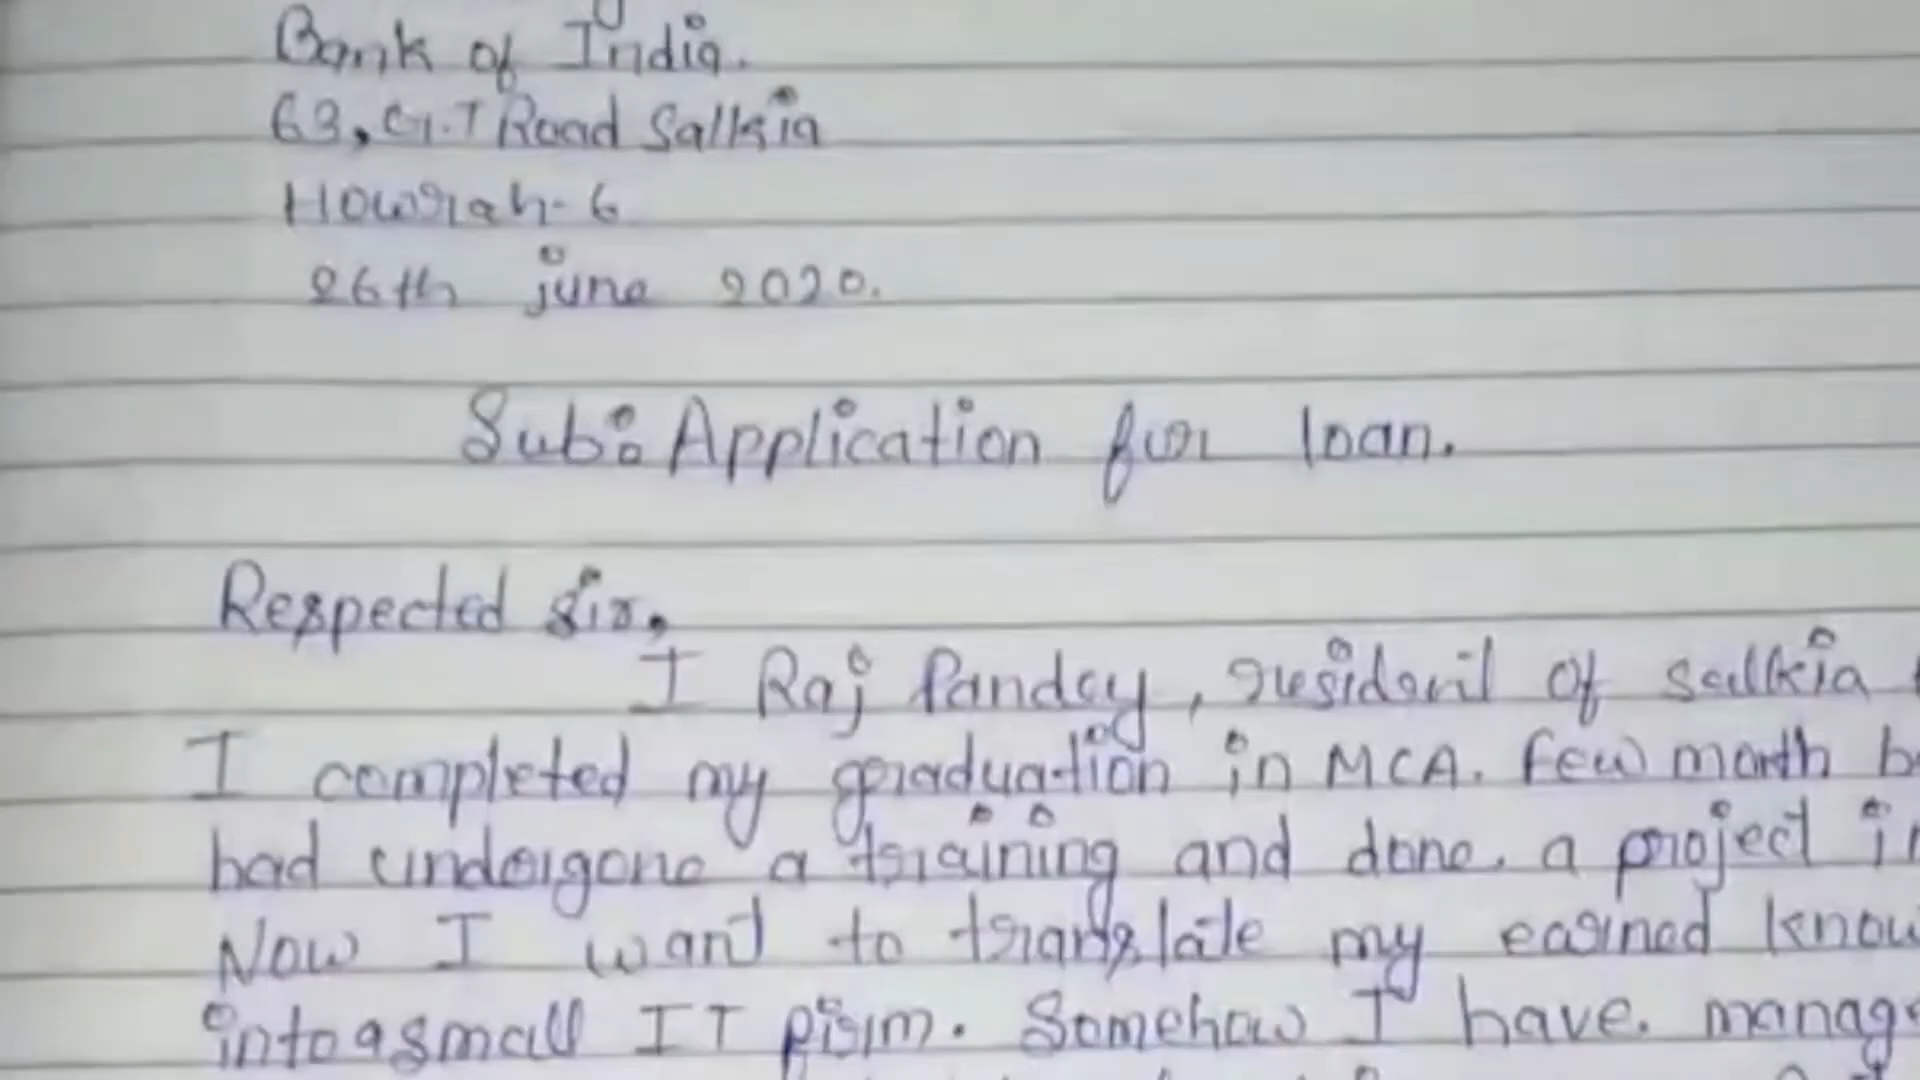 Bank of India.
63, G.T Road Salkia
Howrah-6
26th june 2020.
Sub: Application for loan.
Respected Sir,
I Raj Pandey, resident of salkia
I completed my graduation in MCA. Few month
had undergone a training and done. a project in
Now I want to translate my earned know
into a small IT firm. Somehow I have. manag